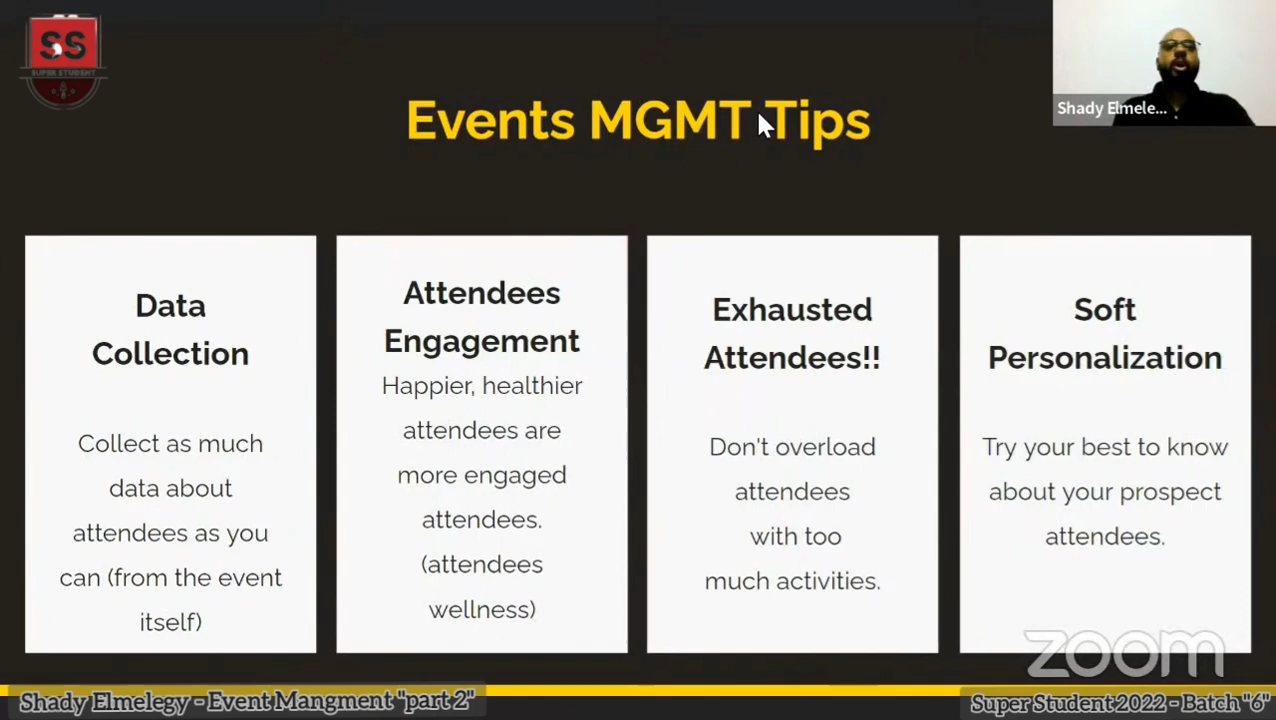 SS
SUPER STUDENT
Shady Elmele...
Events MGMT Tips
Data
Collection
Collect as much
data about
attendees as you
can (from the event
itself)
Attendees
Engagement
Happier, healthier
attendees are
more engaged
attendees.
(attendees
wellness)
Exhausted
Attendees!!
Don't overload
attendees
with too
much activities.
Soft
Personalization
Try your best to know
about your prospect
attendees.
zoom
Shady Elmelegy - Event Mangment "part 2"
Super Student 2022 - Batch "6"